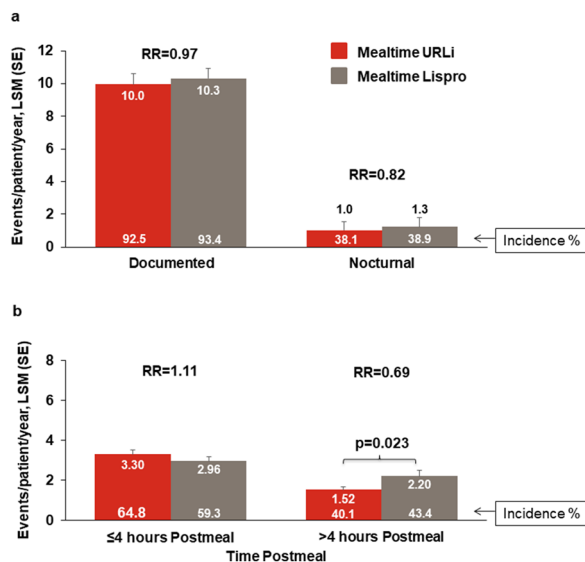 a
12
10
8
6
4
2
0
Events/patient/year, LSM (SE)
RR=0.97
Mealtime URLi
Mealtime Lispro
10.0
10.3
RR=0.82
1.0
1.3
92.5
93.4
38.1
38.9
Incidence %
Documented
Nocturnal
b
8
6
4
2
0
Events/patient/year, LSM (SE)
RR=1.11
RR=0.69
p=0.023
3.30
2.96
1.52
2.20
64.8
59.3
40.1
43.4
Incidence %
≤4 hours Postmeal
>4 hours Postmeal
Time Postmeal